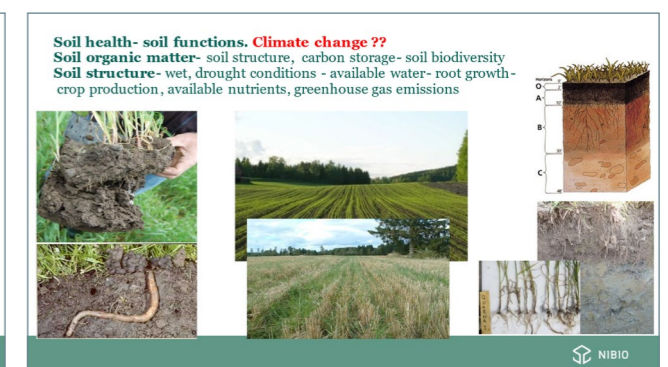 Soil health- soil functions. Climate change ??
Soil organic matter- soil structure, carbon storage- soil biodiversity
Soil structure- wet, drought conditions - available water- root growth-
crop production, available nutrients, greenhouse gas emissions
Horizons
O
A
B
C
NIBIO